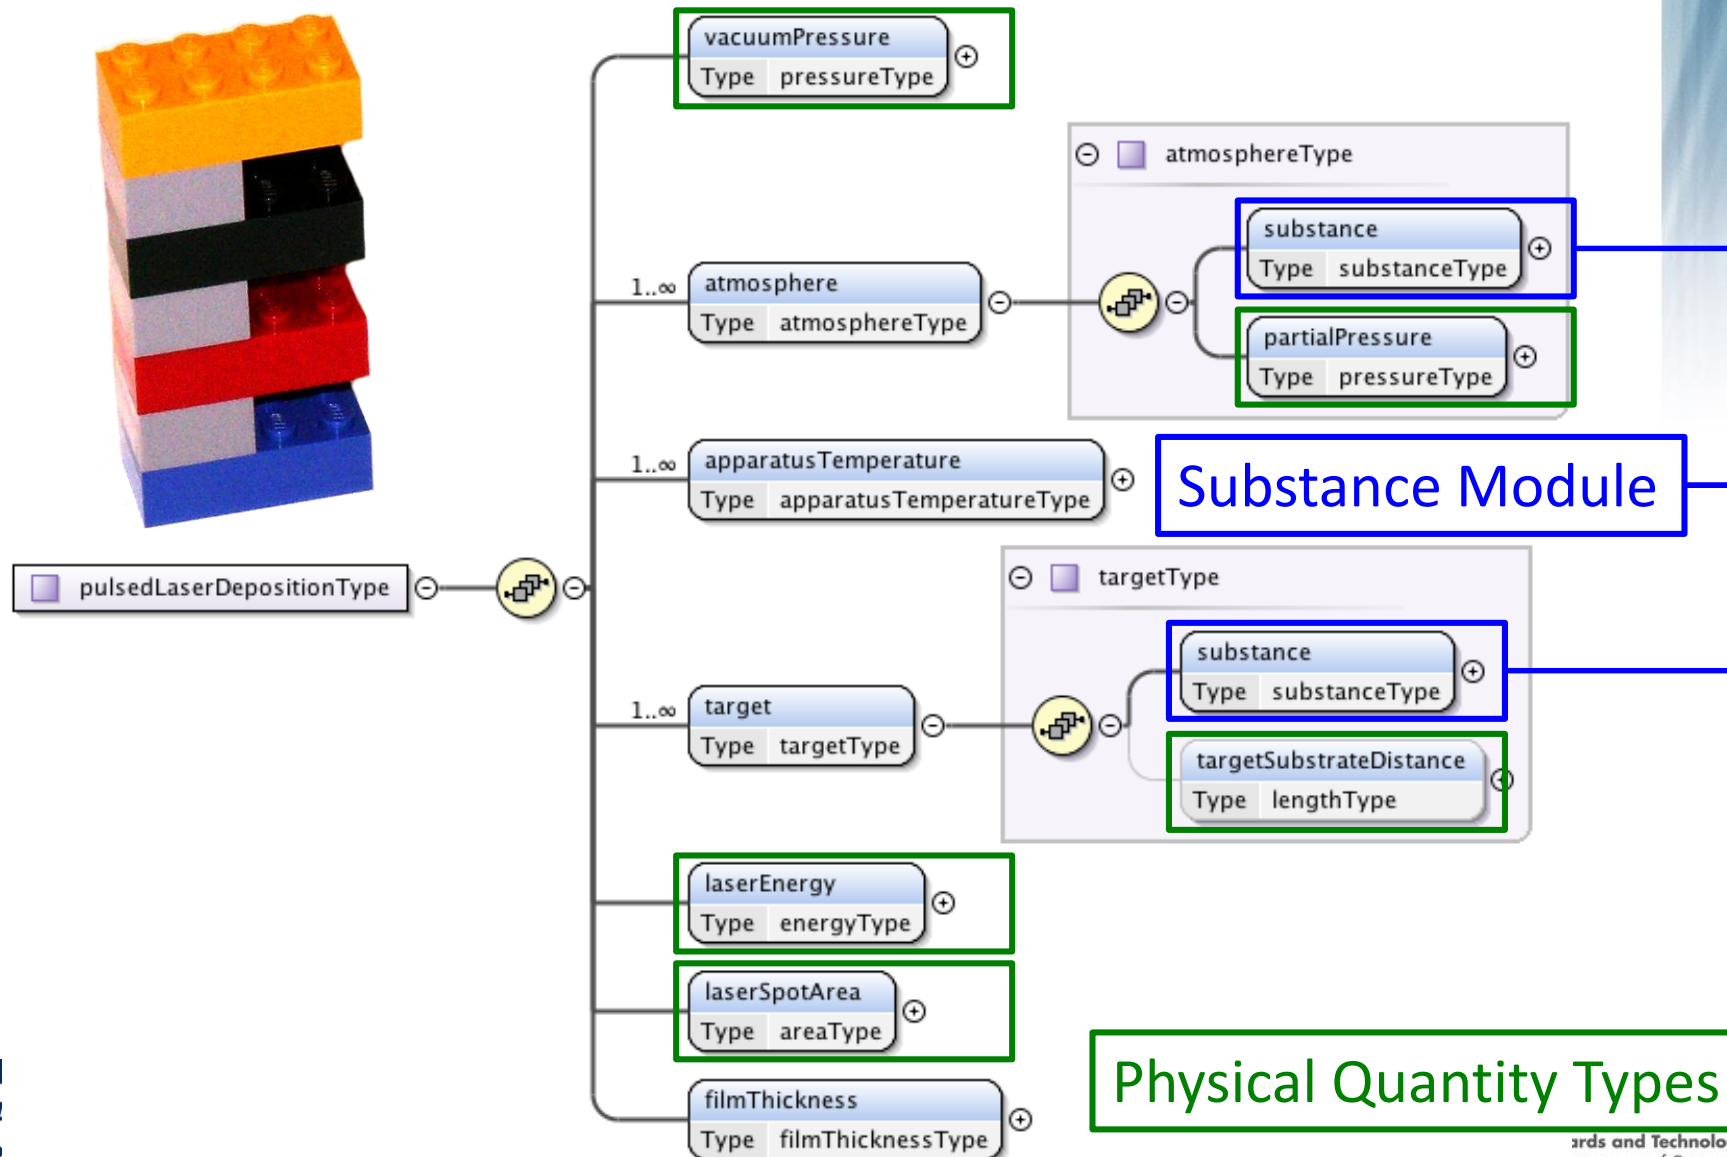 vacuumPressure
Type pressureType
atmosphereType
substance
Type substanceType
1..∞
atmosphere
Type atmosphereType
partialPressure
Type pressureType
1..∞
apparatusTemperature
Type apparatusTemperatureType
Substance Module
pulsedLaserDepositionType
targetType
substance
Type substanceType
1..∞
target
Type targetType
targetSubstrateDistance
Type lengthType
laserEnergy
Type energyType
laserSpotArea
Type areaType
Physical Quantity Types
filmThickness
Type filmThicknessType
and